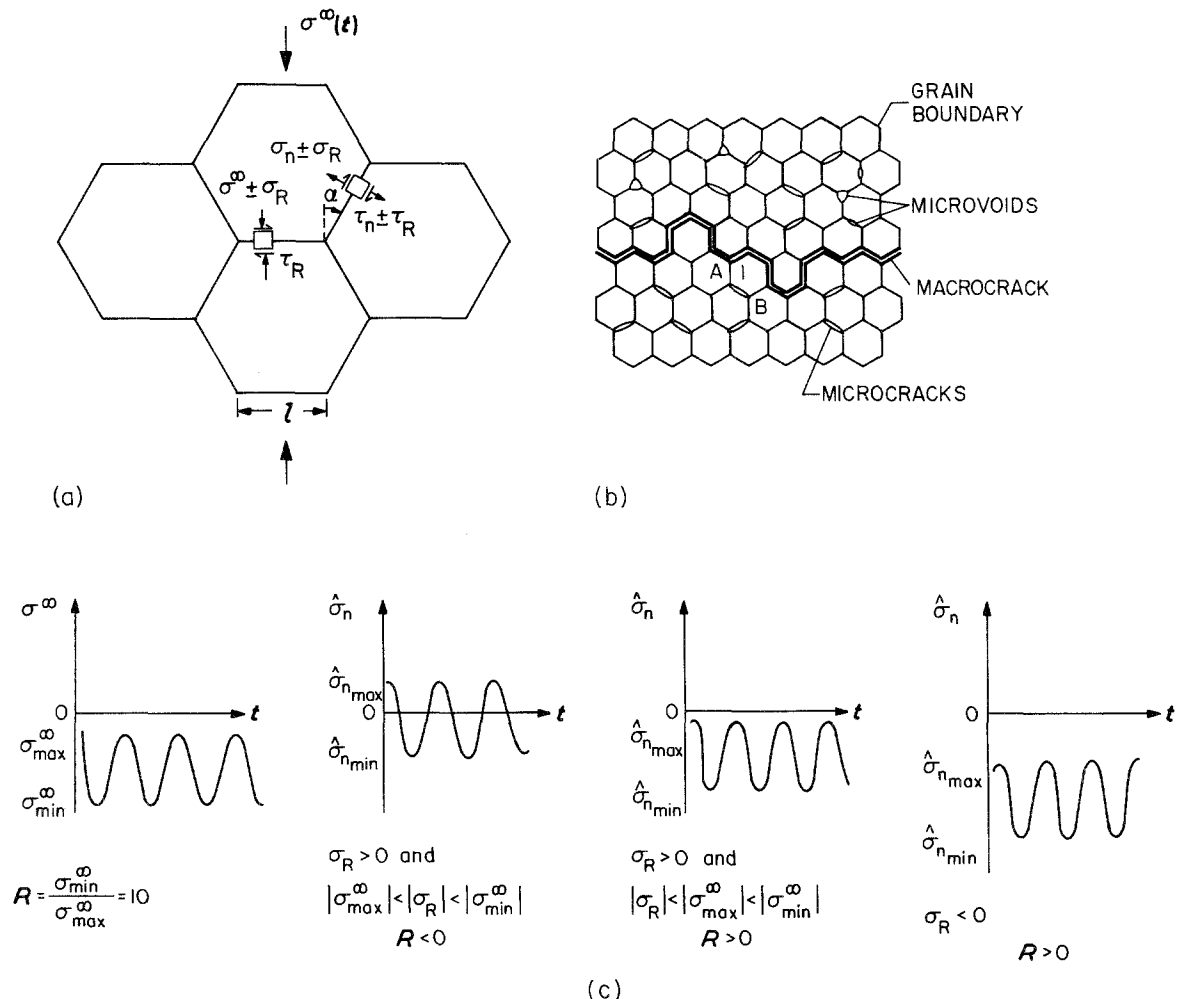 (a)
σ∞(t)
σn ± σR
σ∞ ± σR
α
τn ± τR
τR
l
(b)
GRAIN
BOUNDARY
MICROVOIDS
MACROCRACK
MICROCRACKS
A
I
B
σ∞
0
t
σ∞max
σ∞min
R = σ∞min / σ∞max = 10
σ̂n
σ̂nmax
0
t
σ̂nmin
σR > 0 and
|σ∞max| < |σR| < |σ∞min|
R < 0
σ̂n
0
t
σ̂nmax
σ̂nmin
σR > 0 and
|σR| < |σ∞max| < |σ∞min|
R > 0
σ̂n
0
t
σ̂nmax
σ̂nmin
σR < 0
R > 0
(c)